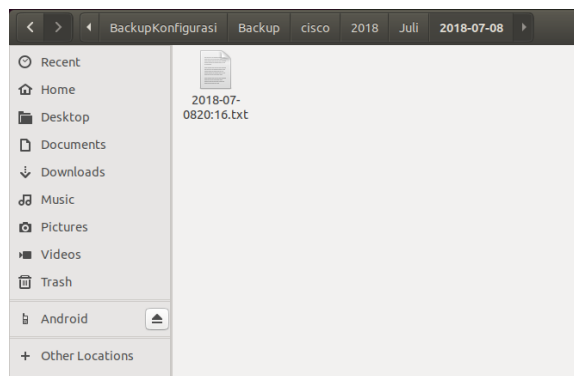 BackupKonfigurasi Backup cisco 2018 Juli 2018-07-08
Recent
Home
Desktop
Documents
Downloads
Music
Pictures
Videos
Trash
Android
Other Locations
2018-07-
0820:16.txt